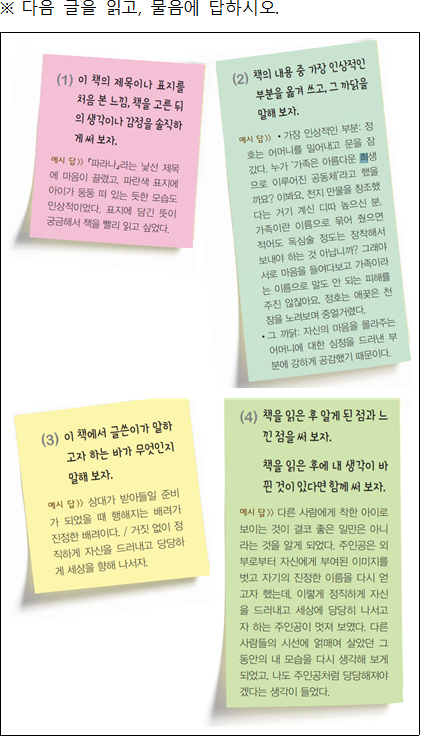 ※ 다음 글을 읽고, 물음에 답하시오.
(1) 이 책의 제목이나 표지를
처음 본 느낌, 책을 고른 뒤
의 생각이나 감정을 솔직하
게 써 보자.
예시 답>> 『파라나』라는 낯선 제목
에 마음이 끌렸고, 파란색 표지에
아이가 둥둥 떠 있는 듯한 모습도
인상적이었다. 표지에 담긴 뜻이
궁금해서 책을 빨리 읽고 싶었다.
(2) 책의 내용 중 가장 인상적인
부분을 옮겨 쓰고, 그 까닭을
말해 보자.
예시 답>> • 가장 인상적인 부분: 정
호는 어머니를 밀어내고 문을 잠
갔다. 누가 '가족은 아름다운 희생
으로 이루어진 공동체'라고 했을
까요? 이봐요, 천지 만물을 창조했
다는 거기 계신 디따 높으신 분.
가족이란 이름으로 묶어 줬으면
적어도 독심술 정도는 장착해서
보내야 하는 것 아닙니까? 그래야
서로 마음을 들여다보고 가족이라
는 이름으로 말도 안 되는 피해를
주진 않잖아요. 정호는 애꿎은 천
장을 노려보며 중얼거렸다.
• 그 까닭: 자신의 마음을 몰라주는
어머니에 대한 심정을 드러낸 부
분에 강하게 공감했기 때문이다.
(3) 이 책에서 글쓴이가 말하
고자 하는 바가 무엇인지
말해 보자.
예시 답>> 상대가 받아들일 준비
가 되었을 때 행해지는 배려가
진정한 배려이다. / 거짓 없이 정
직하게 자신을 드러내고 당당하
게 세상을 향해 나서자.
(4) 책을 읽은 후 알게 된 점과 느
낀 점을 써 보자.
책을 읽은 후에 내 생각이 바
뀐 것이 있다면 함께 써 보자.
예시 답>> 다른 사람에게 착한 아이로
보이는 것이 결코 좋은 일만은 아니
라는 것을 알게 되었다. 주인공은 외
부로부터 자신에게 부여된 이미지를
벗고 자기의 진정한 이름을 다시 얻
고자 했는데, 이렇게 정직하게 자신
을 드러내고 세상에 당당히 나서고
자 하는 주인공이 멋져 보였다. 다른
사람들의 시선에 얽매여 살았던 그
동안의 내 모습을 다시 생각해 보게
되었고, 나도 주인공처럼 당당해져야
겠다는 생각이 들었다.